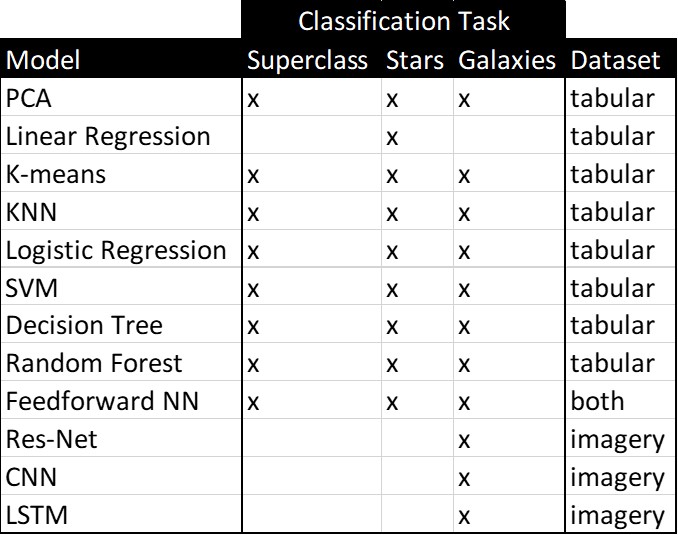 Classification Task
Model Superclass Stars Galaxies Dataset
PCA x x x tabular
Linear Regression x tabular
K-means x x x tabular
KNN x x x tabular
Logistic Regression x x x tabular
SVM x x x tabular
Decision Tree x x x tabular
Random Forest x x x tabular
Feedforward NN x x x both
Res-Net x imagery
CNN x imagery
LSTM x imagery